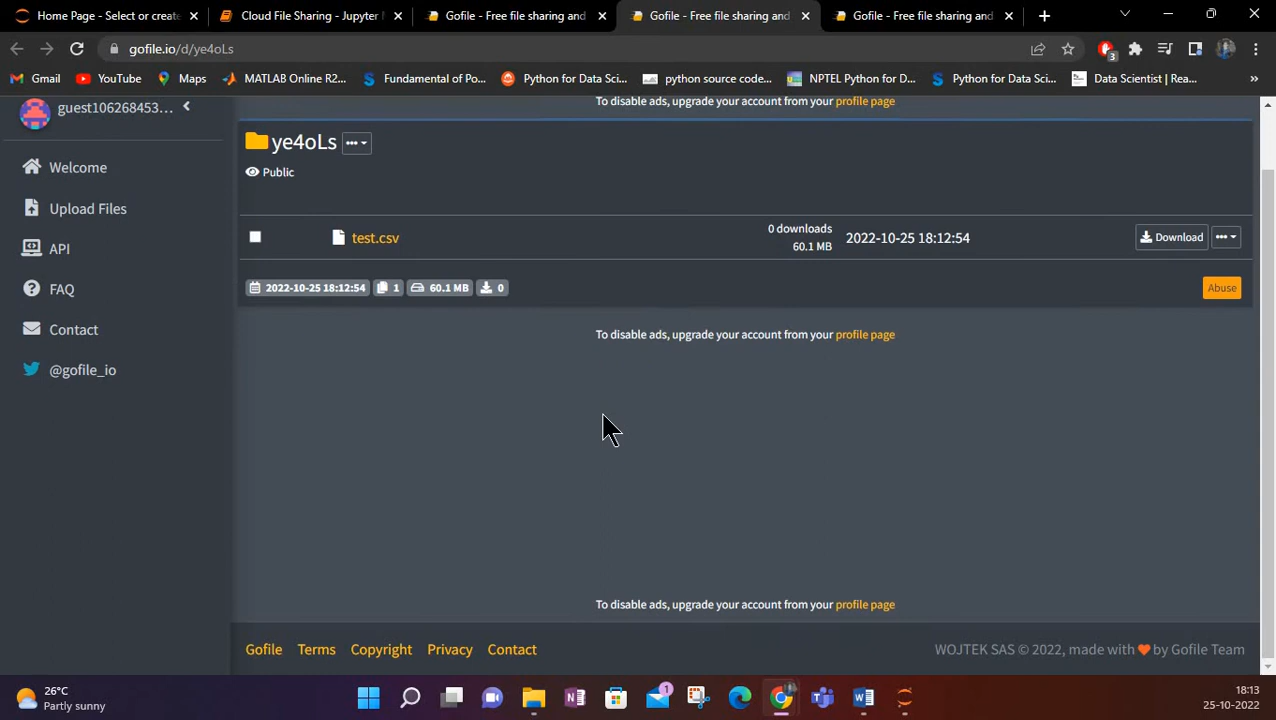 Home Page - Select or create
Cloud File Sharing - Jupyter N
Gofile - Free file sharing and
Gofile - Free file sharing and
Gofile - Free file sharing and
gofile.io/d/ye4oLs
3
Gmail
YouTube
Maps
MATLAB Online R2...
Fundamental of Po...
Python for Data Sci...
python source code...
NPTEL Python for D...
Python for Data Sci...
Data Scientist | Rea...
»
guest106268453...
To disable ads, upgrade your account from your profile page
ye4oLs
Public
Welcome
Upload Files
API
FAQ
Contact
@gofile_io
test.csv
0 downloads
60.1 MB
2022-10-25 18:12:54
Download
2022-10-25 18:12:54
1
60.1 MB
0
Abuse
To disable ads, upgrade your account from your profile page
To disable ads, upgrade your account from your profile page
Gofile
Terms
Copyright
Privacy
Contact
WOJTEK SAS © 2022, made with ❤ by Gofile Team
26°C
Partly sunny
1
18:13
25-10-2022